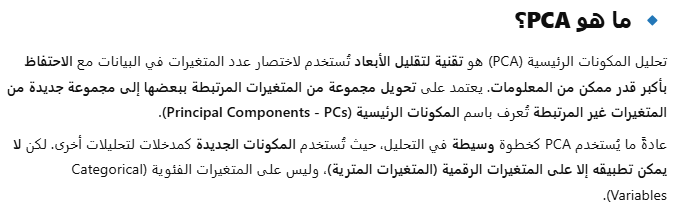 ما هو PCA؟
تحليل المكونات الرئيسية (PCA) هو تقنية لتقليل الأبعاد تُستخدم لاختصار عدد المتغيرات في البيانات مع الاحتفاظ
بأكبر قدر ممكن من المعلومات. يعتمد على تحويل مجموعة من المتغيرات المرتبطة ببعضها إلى مجموعة جديدة من
المتغيرات غير المرتبطة تُعرف باسم المكونات الرئيسية (Principal Components - PCs).
عادةً ما يُستخدم PCA كخطوة وسيطة في التحليل، حيث تُستخدم المكونات الجديدة كمدخلات لتحليلات أخرى. لكن لا
يمكن تطبيقه إلا على المتغيرات الرقمية (المتغيرات المترية)، وليس على المتغيرات الفئوية (Categorical
Variables).